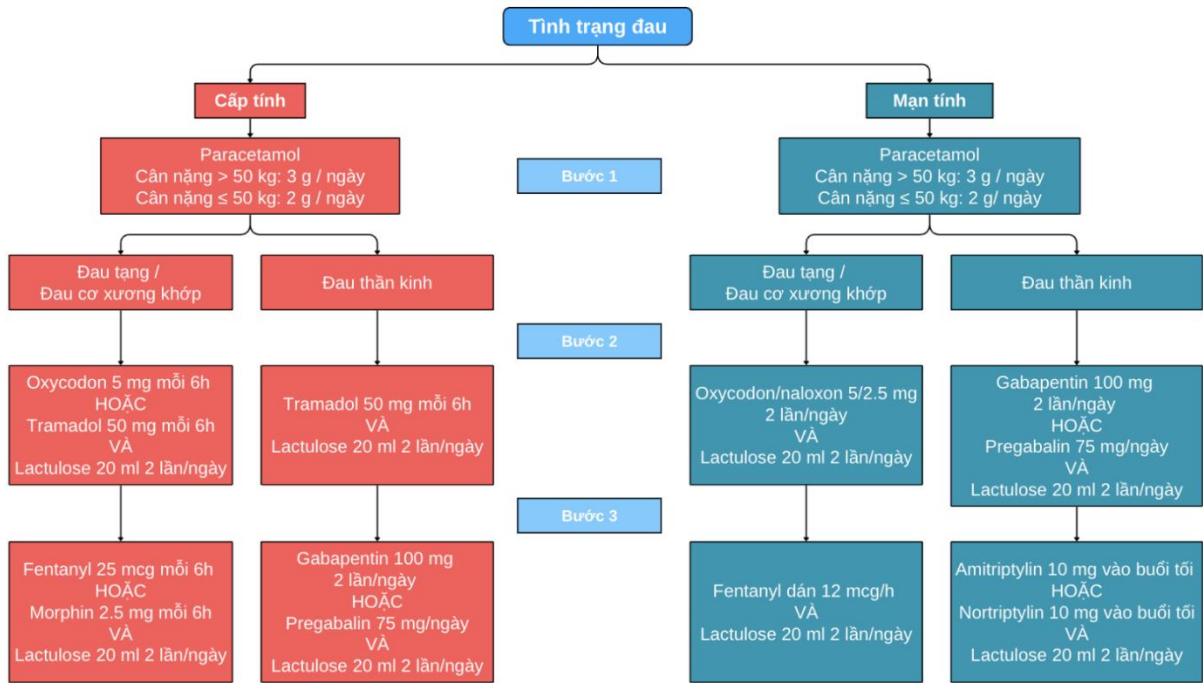 Tình trạng đau
Cấp tính
Mạn tính
Paracetamol
Cân nặng > 50 kg: 3 g / ngày
Cân nặng ≤ 50 kg: 2 g / ngày
Bước 1
Paracetamol
Cân nặng > 50 kg: 3 g / ngày
Cân nặng ≤ 50 kg: 2 g/ ngày
Đau tạng /
Đau cơ xương khớp
Đau thần kinh
Đau tạng /
Đau cơ xương khớp
Đau thần kinh
Bước 2
Oxycodon 5 mg mỗi 6h
HOẶC
Tramadol 50 mg mỗi 6h
VÀ
Lactulose 20 ml 2 lần/ngày
Tramadol 50 mg mỗi 6h
VÀ
Lactulose 20 ml 2 lần/ngày
Oxycodon/naloxon 5/2.5 mg
2 lần/ngày
VÀ
Lactulose 20 ml 2 lần/ngày
Gabapentin 100 mg
2 lần/ngày
HOẶC
Pregabalin 75 mg/ngày
VÀ
Lactulose 20 ml 2 lần/ngày
Bước 3
Fentanyl 25 mcg mỗi 6h
HOẶC
Morphin 2.5 mg mỗi 6h
VÀ
Lactulose 20 ml 2 lần/ngày
Gabapentin 100 mg
2 lần/ngày
HOẶC
Pregabalin 75 mg/ngày
VÀ
Lactulose 20 ml 2 lần/ngày
Fentanyl dán 12 mcg/h
VÀ
Lactulose 20 ml 2 lần/ngày
Amitriptylin 10 mg vào buổi tối
HOẶC
Nortriptylin 10 mg vào buổi tối
VÀ
Lactulose 20 ml 2 lần/ngày